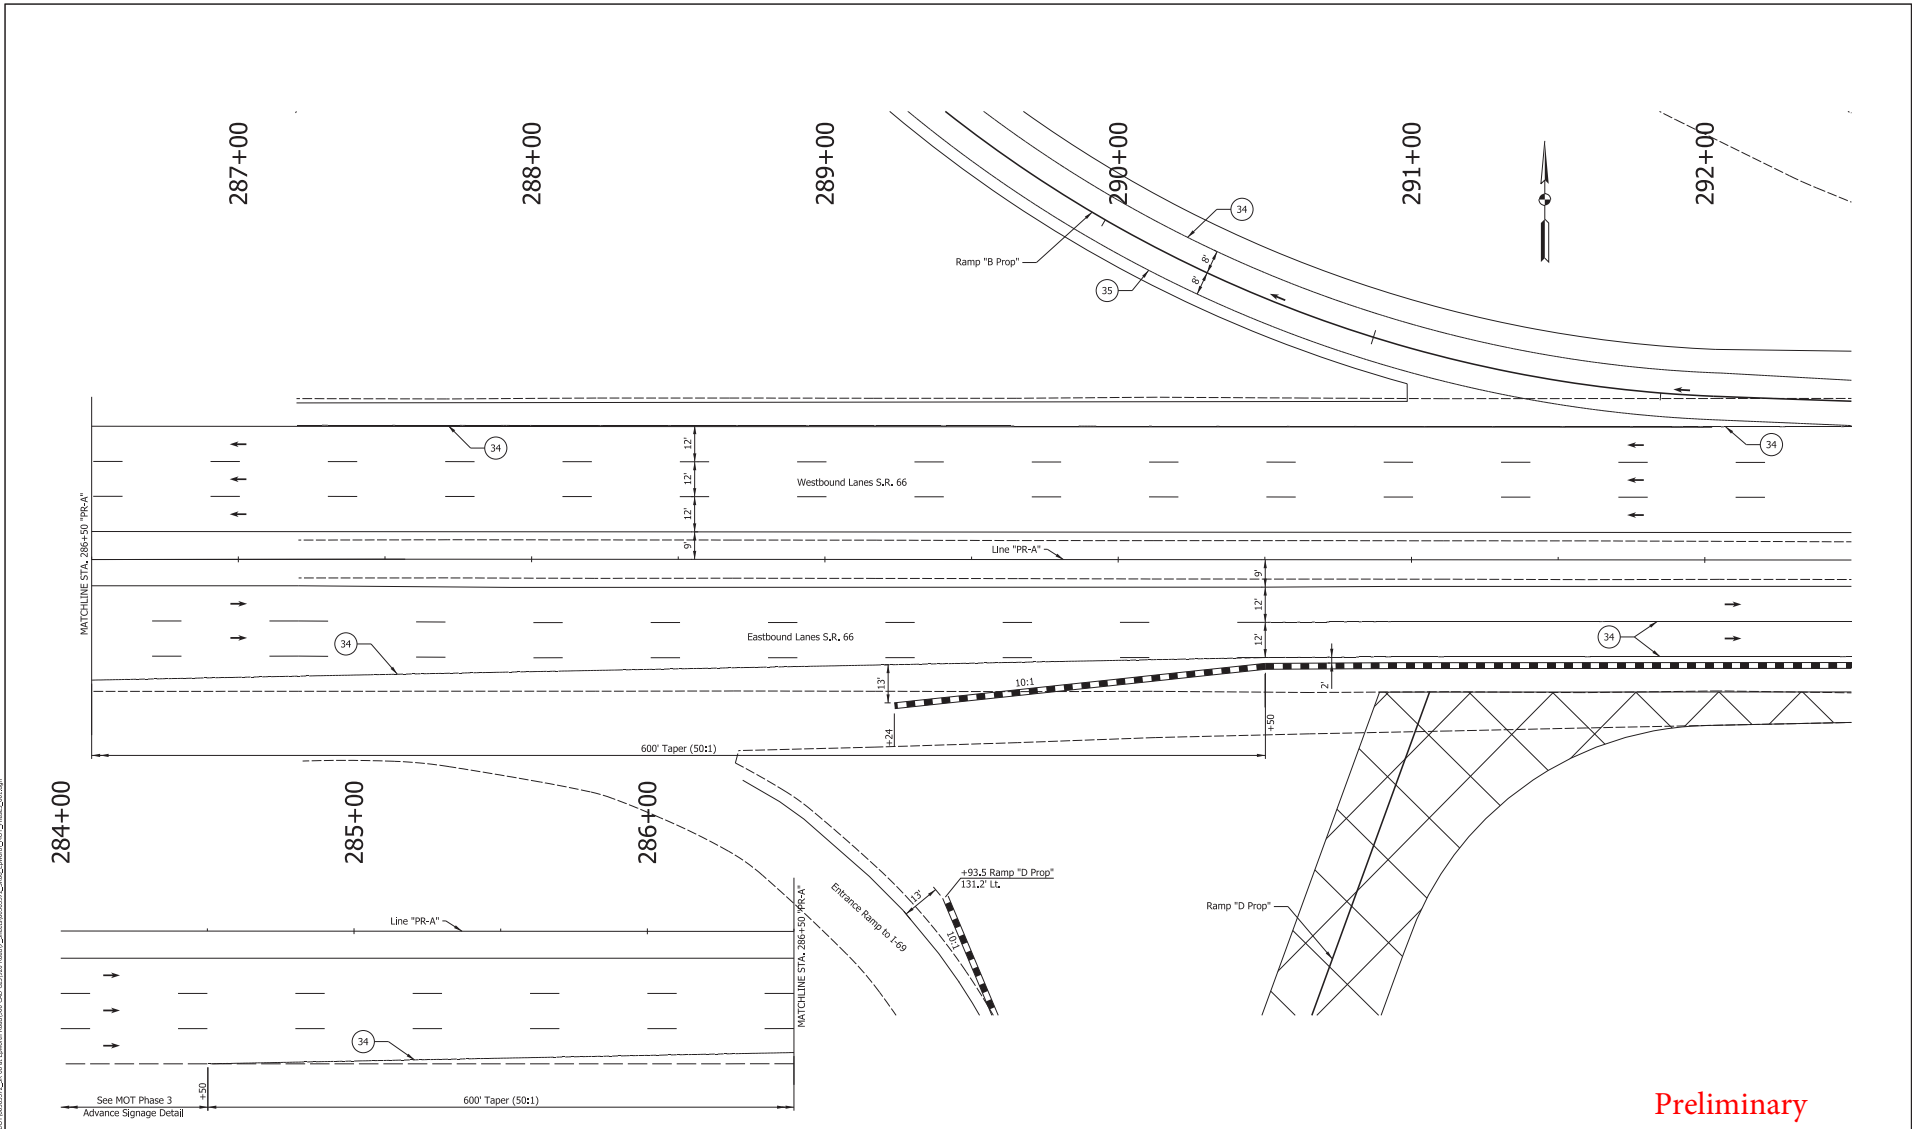 287+00
288+00
289+00
290+00
291+00
292+00
34
Ramp "B Prop"
8'
8'
35
34
34
12'
12'
12'
9'
Westbound Lanes S.R. 66
MATCHLINE STA. 286+50 "PR-A"
Line "PR-A"
9'
12'
12'
34
Eastbound Lanes S.R. 66
34
13'
10:1
2'
+24
+50
600' Taper (50:1)
284+00
285+00
286+00
+93.5 Ramp "D Prop"
131.2' Lt.
13'
10:1
Entrance Ramp to I-69
Ramp "D Prop"
Line "PR-A"
MATCHLINE STA. 286+50 "PR-A"
34
+50
See MOT Phase 3
Advance Signage Detail
600' Taper (50:1)
Preliminary